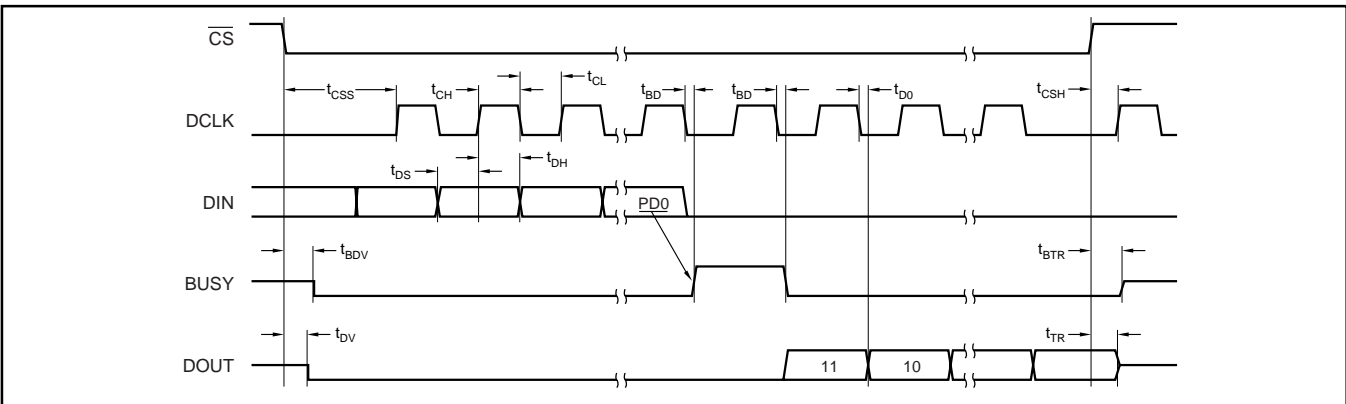 CS
tCSS
tCH
tCL
tBD
tBD
tD0
tCSH
DCLK
tDS
tDH
DIN
PD0
tBDV
tBTR
BUSY
tDV
tTR
DOUT
11
10